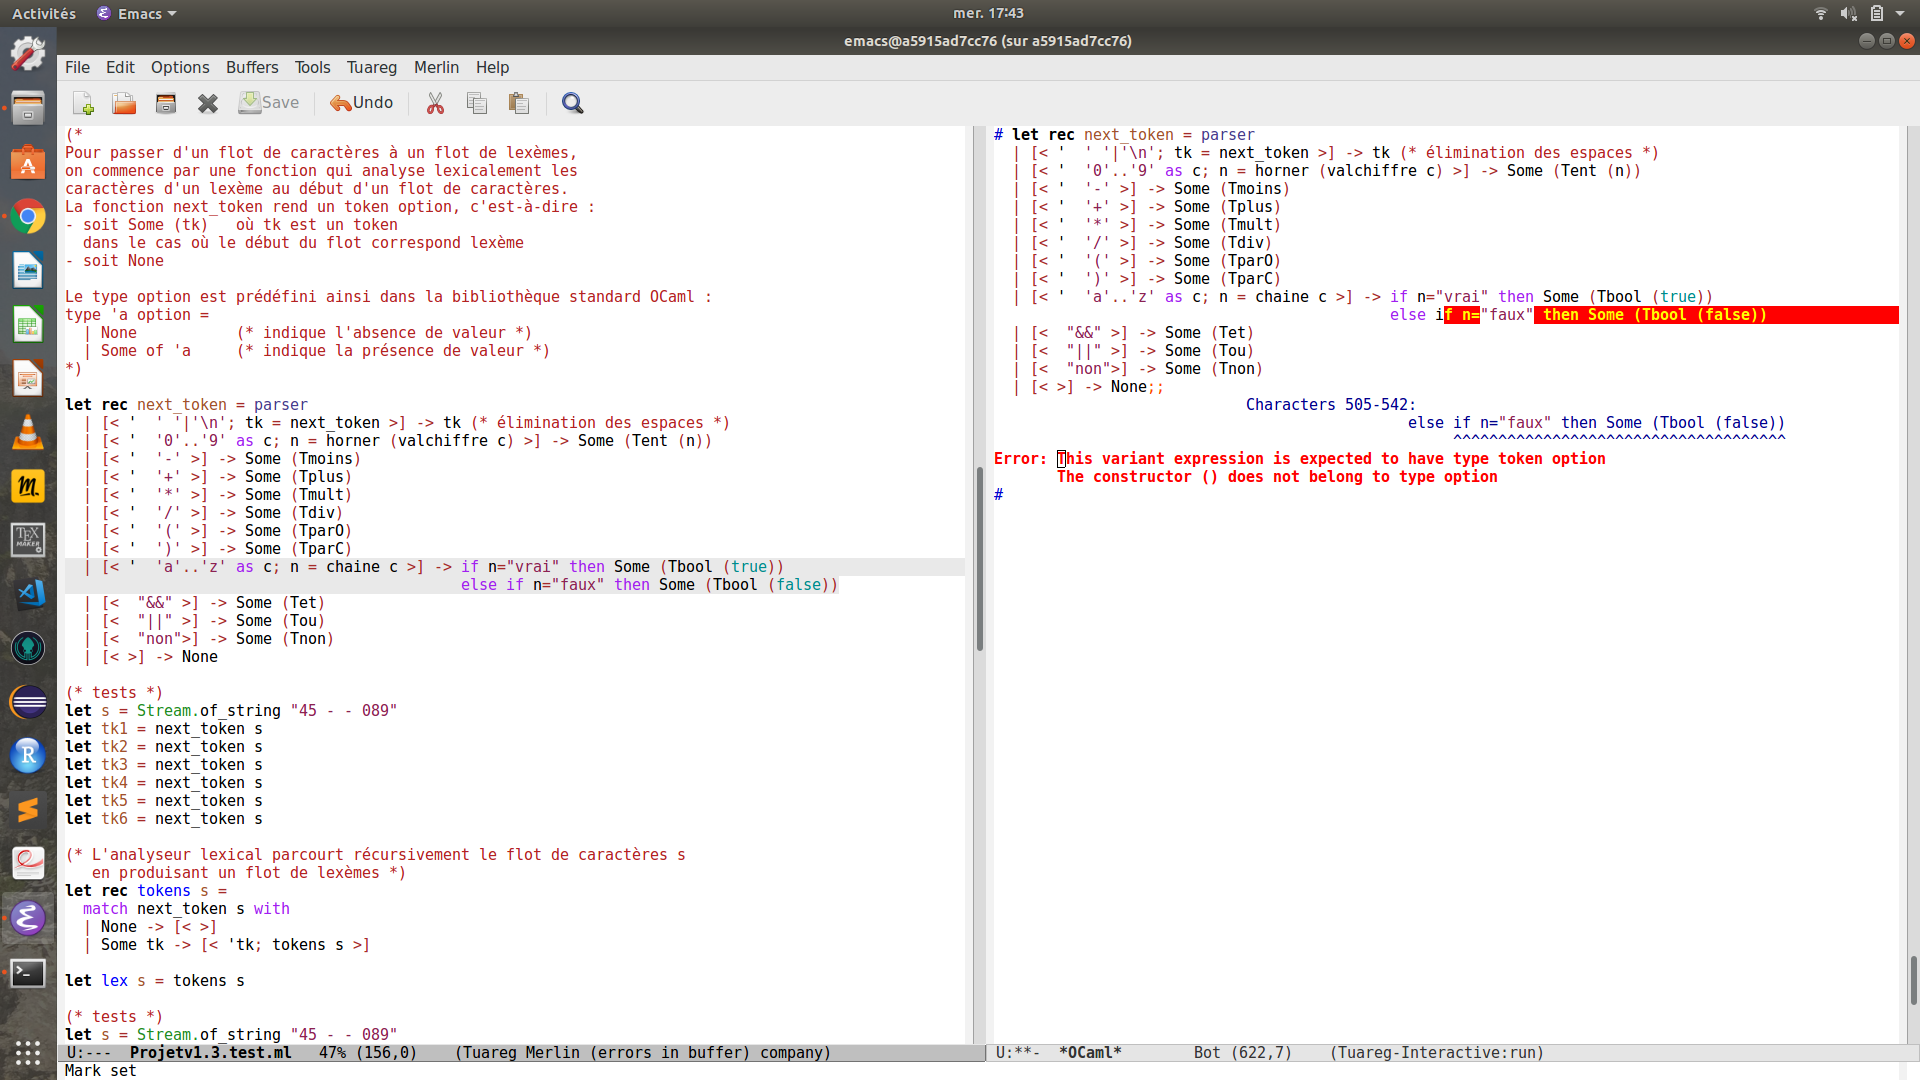 Activités
Emacs
mer. 17:43
emacs@a5915ad7cc76 (sur a5915ad7cc76)
File Edit Options Buffers Tools Tuareg Merlin Help
Save
Undo
(*
Pour passer d'un flot de caractères à un flot de lexèmes,
on commence par une fonction qui analyse lexicalement les
caractères d'un lexème au début d'un flot de caractères.
La fonction next_token rend un token option, c'est-à-dire :
- soit Some (tk)   où tk est un token
  dans le cas où le début du flot correspond lexème
- soit None

Le type option est prédéfini ainsi dans la bibliothèque standard OCaml :
type 'a option =
  | None           (* indique l'absence de valeur *)
  | Some of 'a     (* indique la présence de valeur *)
*)

let rec next_token = parser
  | [< '  ' '|'\n'; tk = next_token >] -> tk (* élimination des espaces *)
  | [< '  '0'..'9' as c; n = horner (valchiffre c) >] -> Some (Tent (n))
  | [< '  '-' >] -> Some (Tmoins)
  | [< '  '+' >] -> Some (Tplus)
  | [< '  '*' >] -> Some (Tmult)
  | [< '  '/' >] -> Some (Tdiv)
  | [< '  '(' >] -> Some (TparO)
  | [< '  ')' >] -> Some (TparC)
  | [< '  'a'..'z' as c; n = chaine c >] -> if n="vrai" then Some (Tbool (true))
                                            else if n="faux" then Some (Tbool (false))
  | [<  "&&" >] -> Some (Tet)
  | [<  "||" >] -> Some (Tou)
  | [<  "non">] -> Some (Tnon)
  | [< >] -> None

(* tests *)
let s = Stream.of_string "45 - - 089"
let tk1 = next_token s
let tk2 = next_token s
let tk3 = next_token s
let tk4 = next_token s
let tk5 = next_token s
let tk6 = next_token s

(* L'analyseur lexical parcourt récursivement le flot de caractères s
   en produisant un flot de lexèmes *)
let rec tokens s =
  match next_token s with
  | None -> [< >]
  | Some tk -> [< 'tk; tokens s >]

let lex s = tokens s

(* tests *)
let s = Stream.of_string "45 - - 089"
U:---  Projetv1.3.test.ml   47% (156,0)    (Tuareg Merlin (errors in buffer) company)
Mark set
# let rec next_token = parser
  | [< '  ' '|'\n'; tk = next_token >] -> tk (* élimination des espaces *)
  | [< '  '0'..'9' as c; n = horner (valchiffre c) >] -> Some (Tent (n))
  | [< '  '-' >] -> Some (Tmoins)
  | [< '  '+' >] -> Some (Tplus)
  | [< '  '*' >] -> Some (Tmult)
  | [< '  '/' >] -> Some (Tdiv)
  | [< '  '(' >] -> Some (TparO)
  | [< '  ')' >] -> Some (TparC)
  | [< '  'a'..'z' as c; n = chaine c >] -> if n="vrai" then Some (Tbool (true))
                                            else if n="faux" then Some (Tbool (false))
  | [<  "&&" >] -> Some (Tet)
  | [<  "||" >] -> Some (Tou)
  | [<  "non">] -> Some (Tnon)
  | [< >] -> None;;
                            Characters 505-542:
                                              else if n="faux" then Some (Tbool (false))
                                                   ^^^^^^^^^^^^^^^^^^^^^^^^^^^^^^^^^^^^^
Error: This variant expression is expected to have type token option
       The constructor () does not belong to type option
#
U:**-  *OCaml*        Bot (622,7)    (Tuareg-Interactive:run)